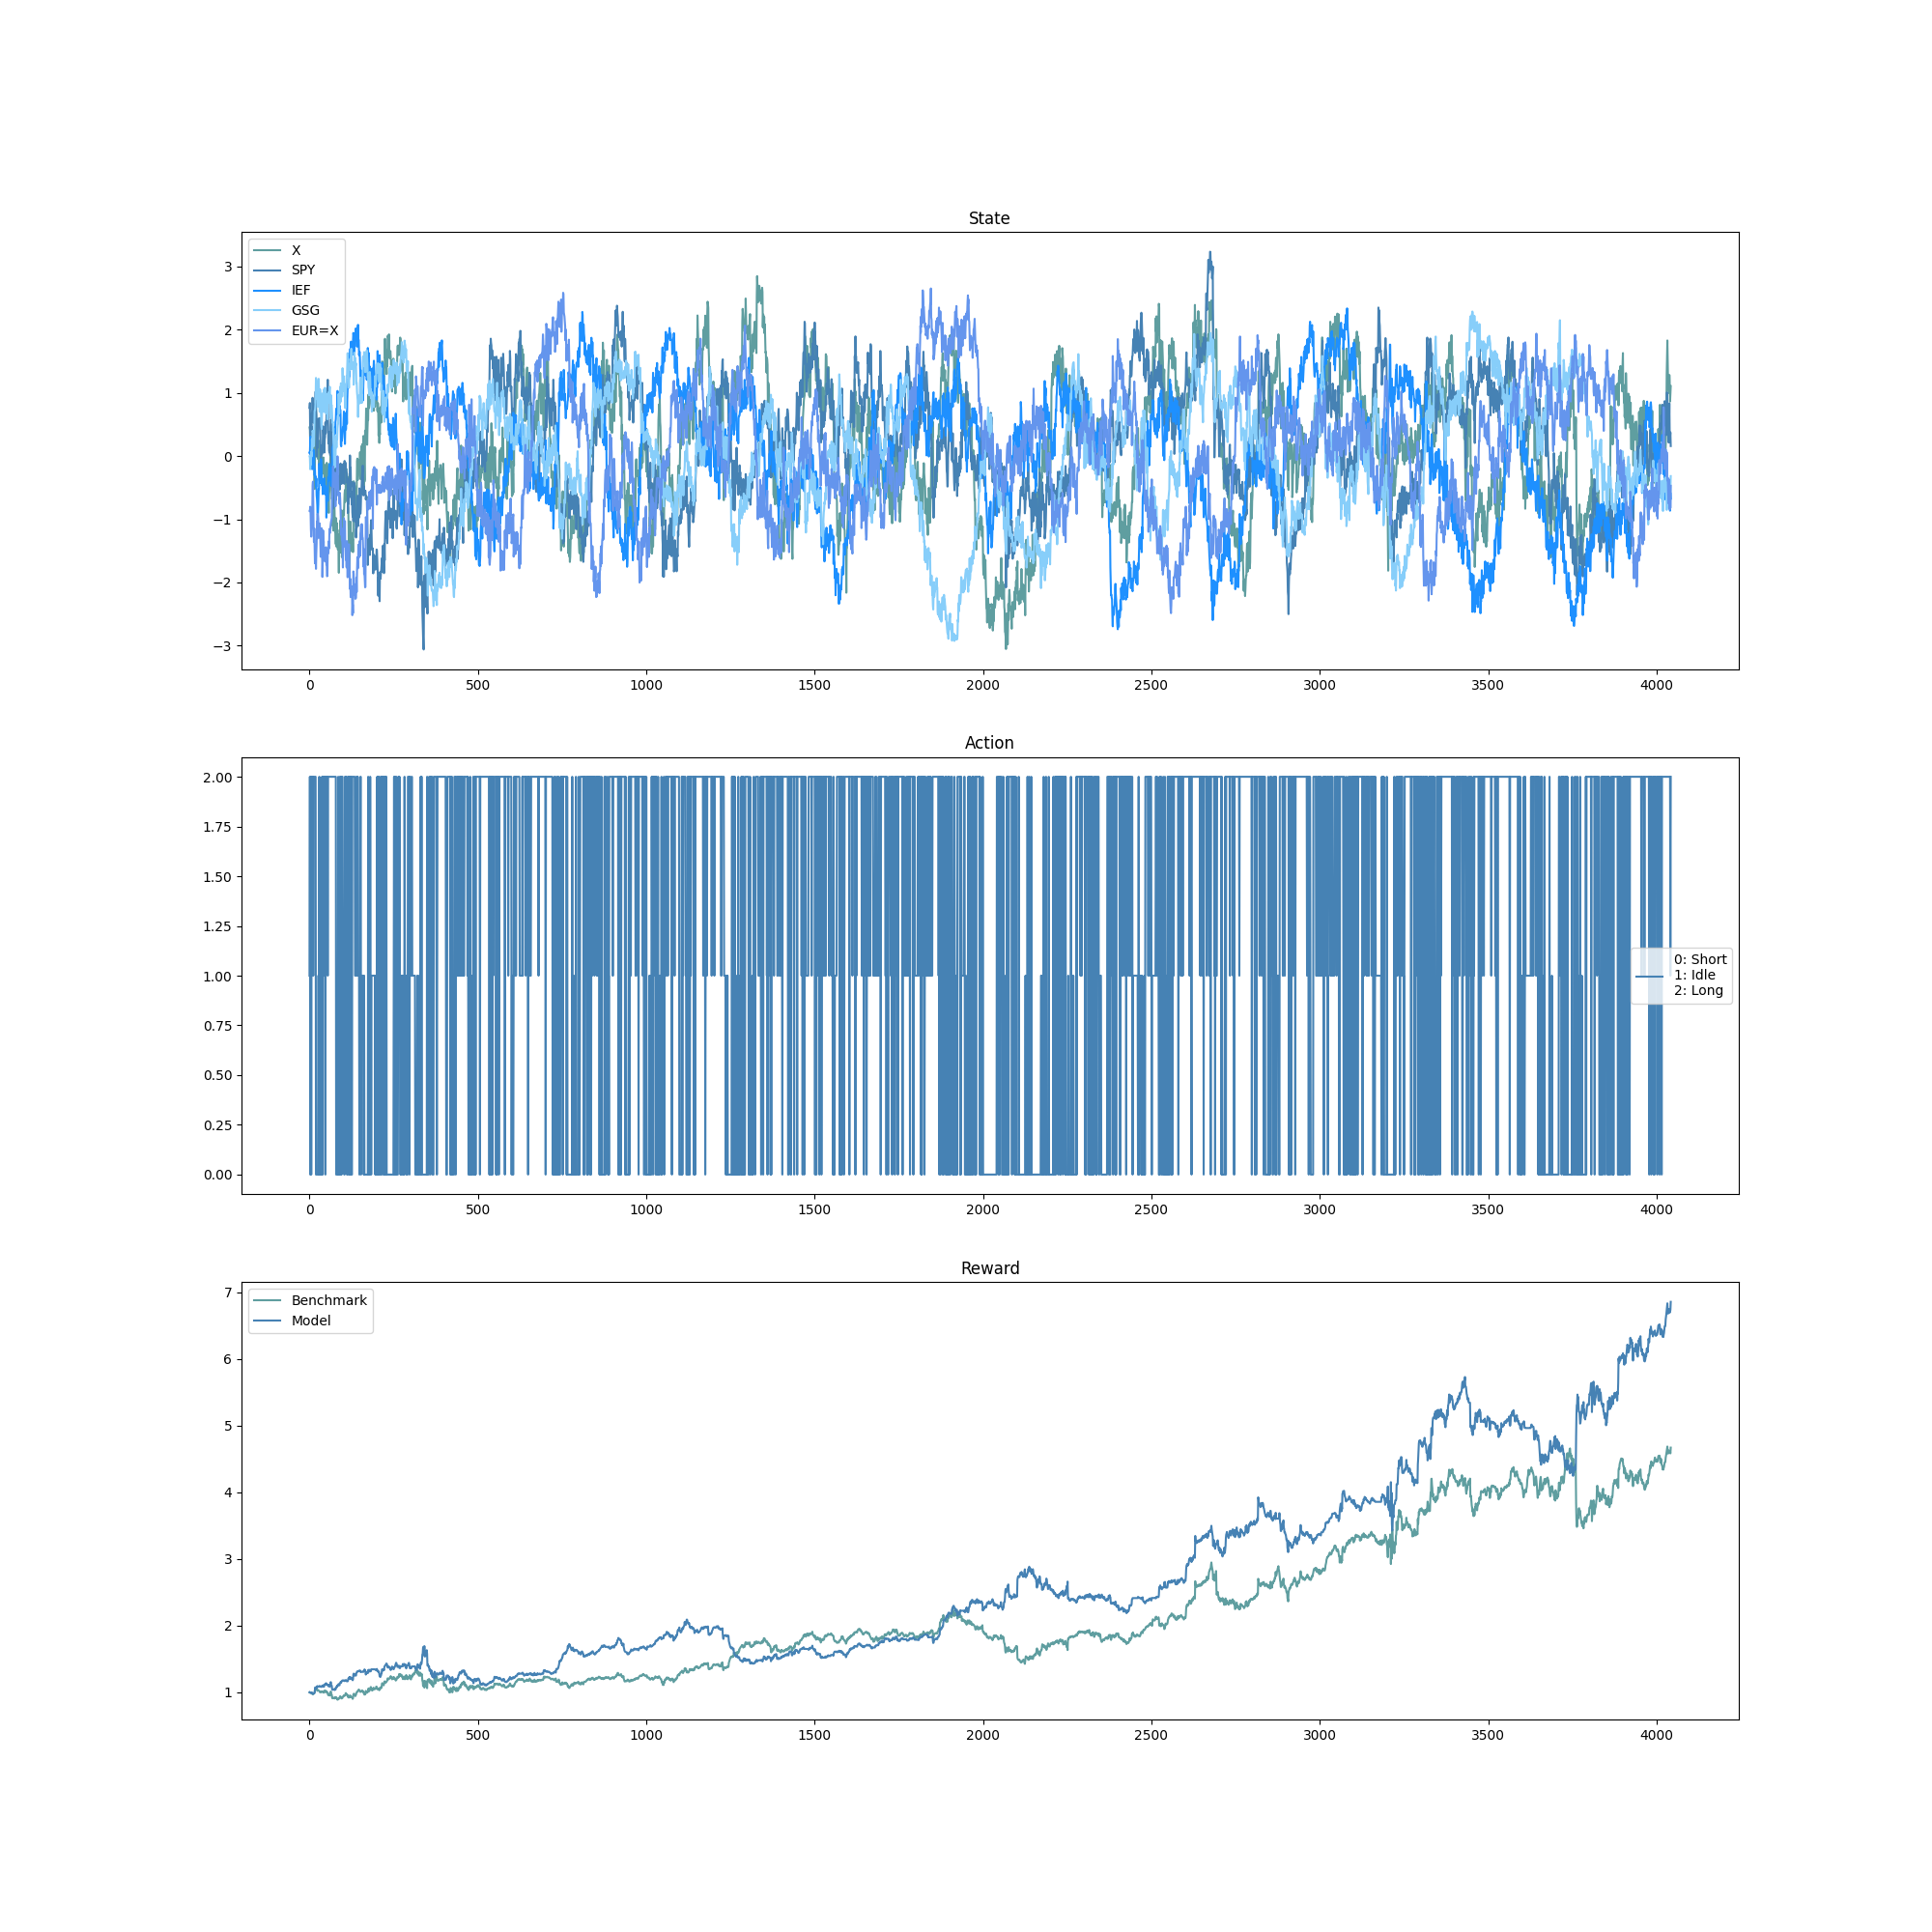 State
X
SPY
IEF
GSG
EUR=X
3
2
1
0
−1
−2
−3
0 500 1000 1500 2000 2500 3000 3500 4000
Action
2.00
1.75
1.50
1.25
1.00
0.75
0.50
0.25
0.00
0: Short
1: Idle
2: Long
0 500 1000 1500 2000 2500 3000 3500 4000
Reward
Benchmark
Model
7
6
5
4
3
2
1
0 500 1000 1500 2000 2500 3000 3500 4000